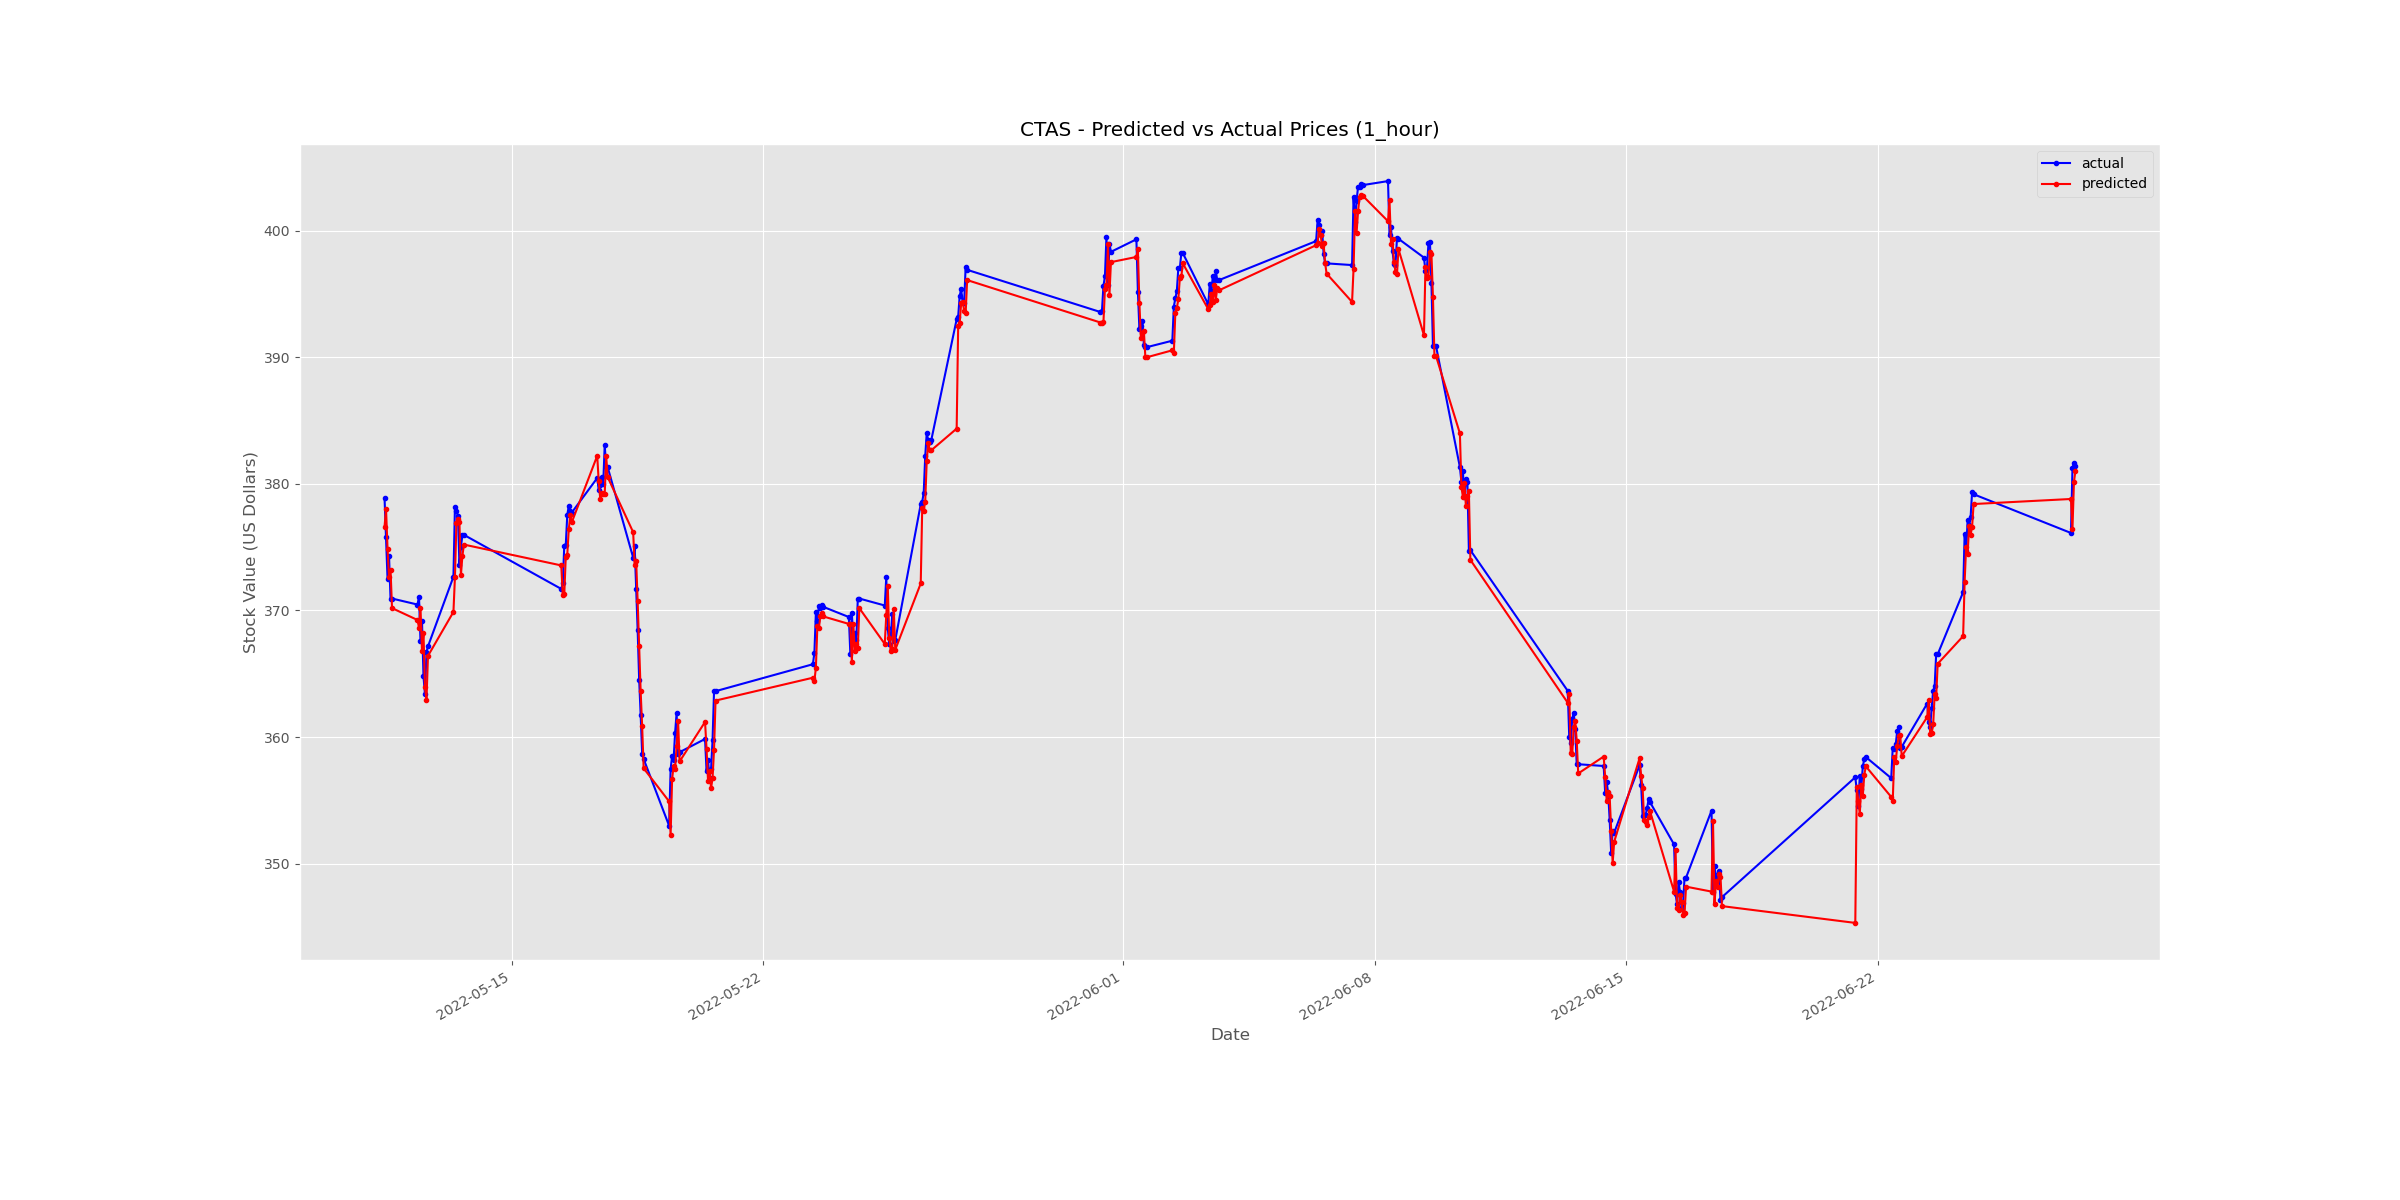 CTAS - Predicted vs Actual Prices (1_hour)
actual
predicted
Stock Value (US Dollars)
400
390
380
370
360
350
2022-05-15
2022-05-22
2022-06-01
2022-06-08
2022-06-15
2022-06-22
Date